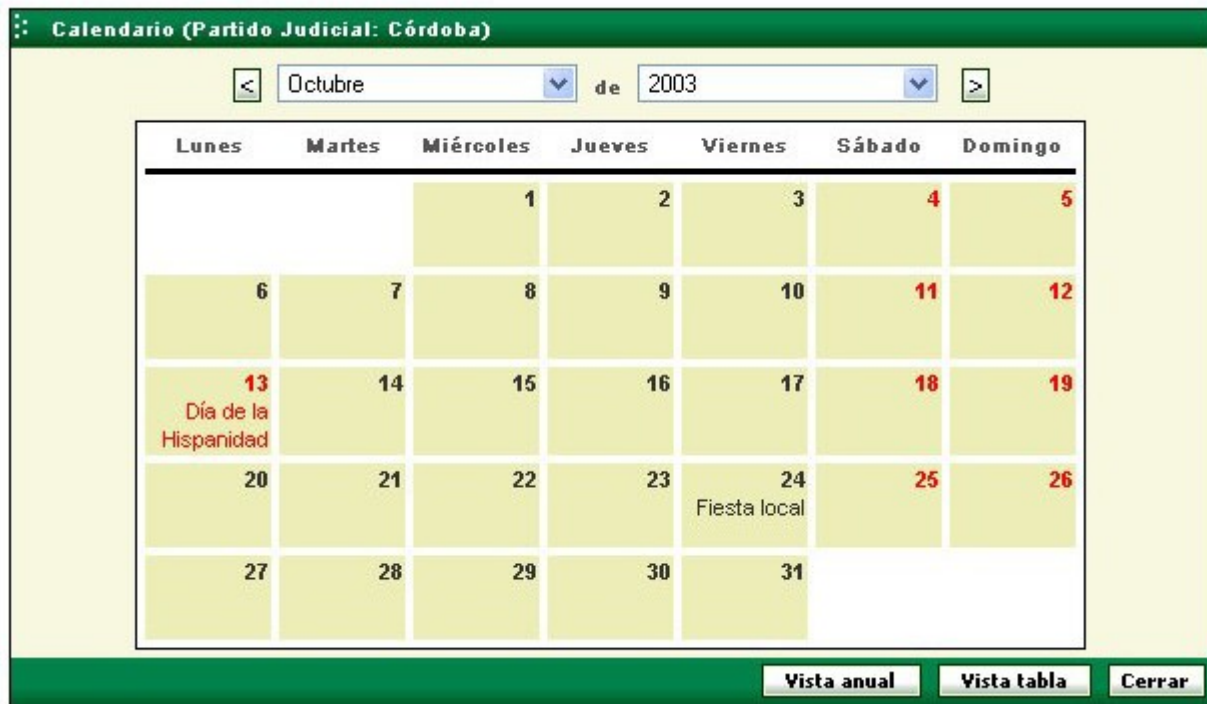 Calendario (Partido Judicial: Córdoba)
< Octubre de 2003 >
Lunes Martes Miércoles Jueves Viernes Sábado Domingo
1 2 3 4 5
6 7 8 9 10 11 12
13 14 15 16 17 18 19
Día de la
Hispanidad
20 21 22 23 24 25 26
Fiesta local
27 28 29 30 31
Vista anual Vista tabla Cerrar